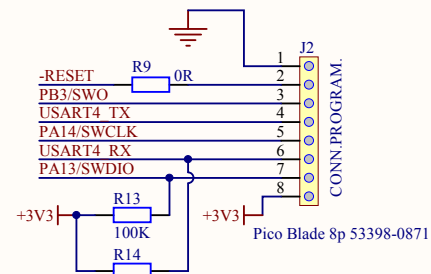 J2
1
R9
-RESET
0R
2
PB3/SWO
3
USART4_TX
4
PA14/SWCLK
5
USART4_RX
6
PA13/SWDIO
7
8
CONN.PROGRAM.
R13
+3V3
100K
+3V3
Pico Blade 8p 53398-0871
R14